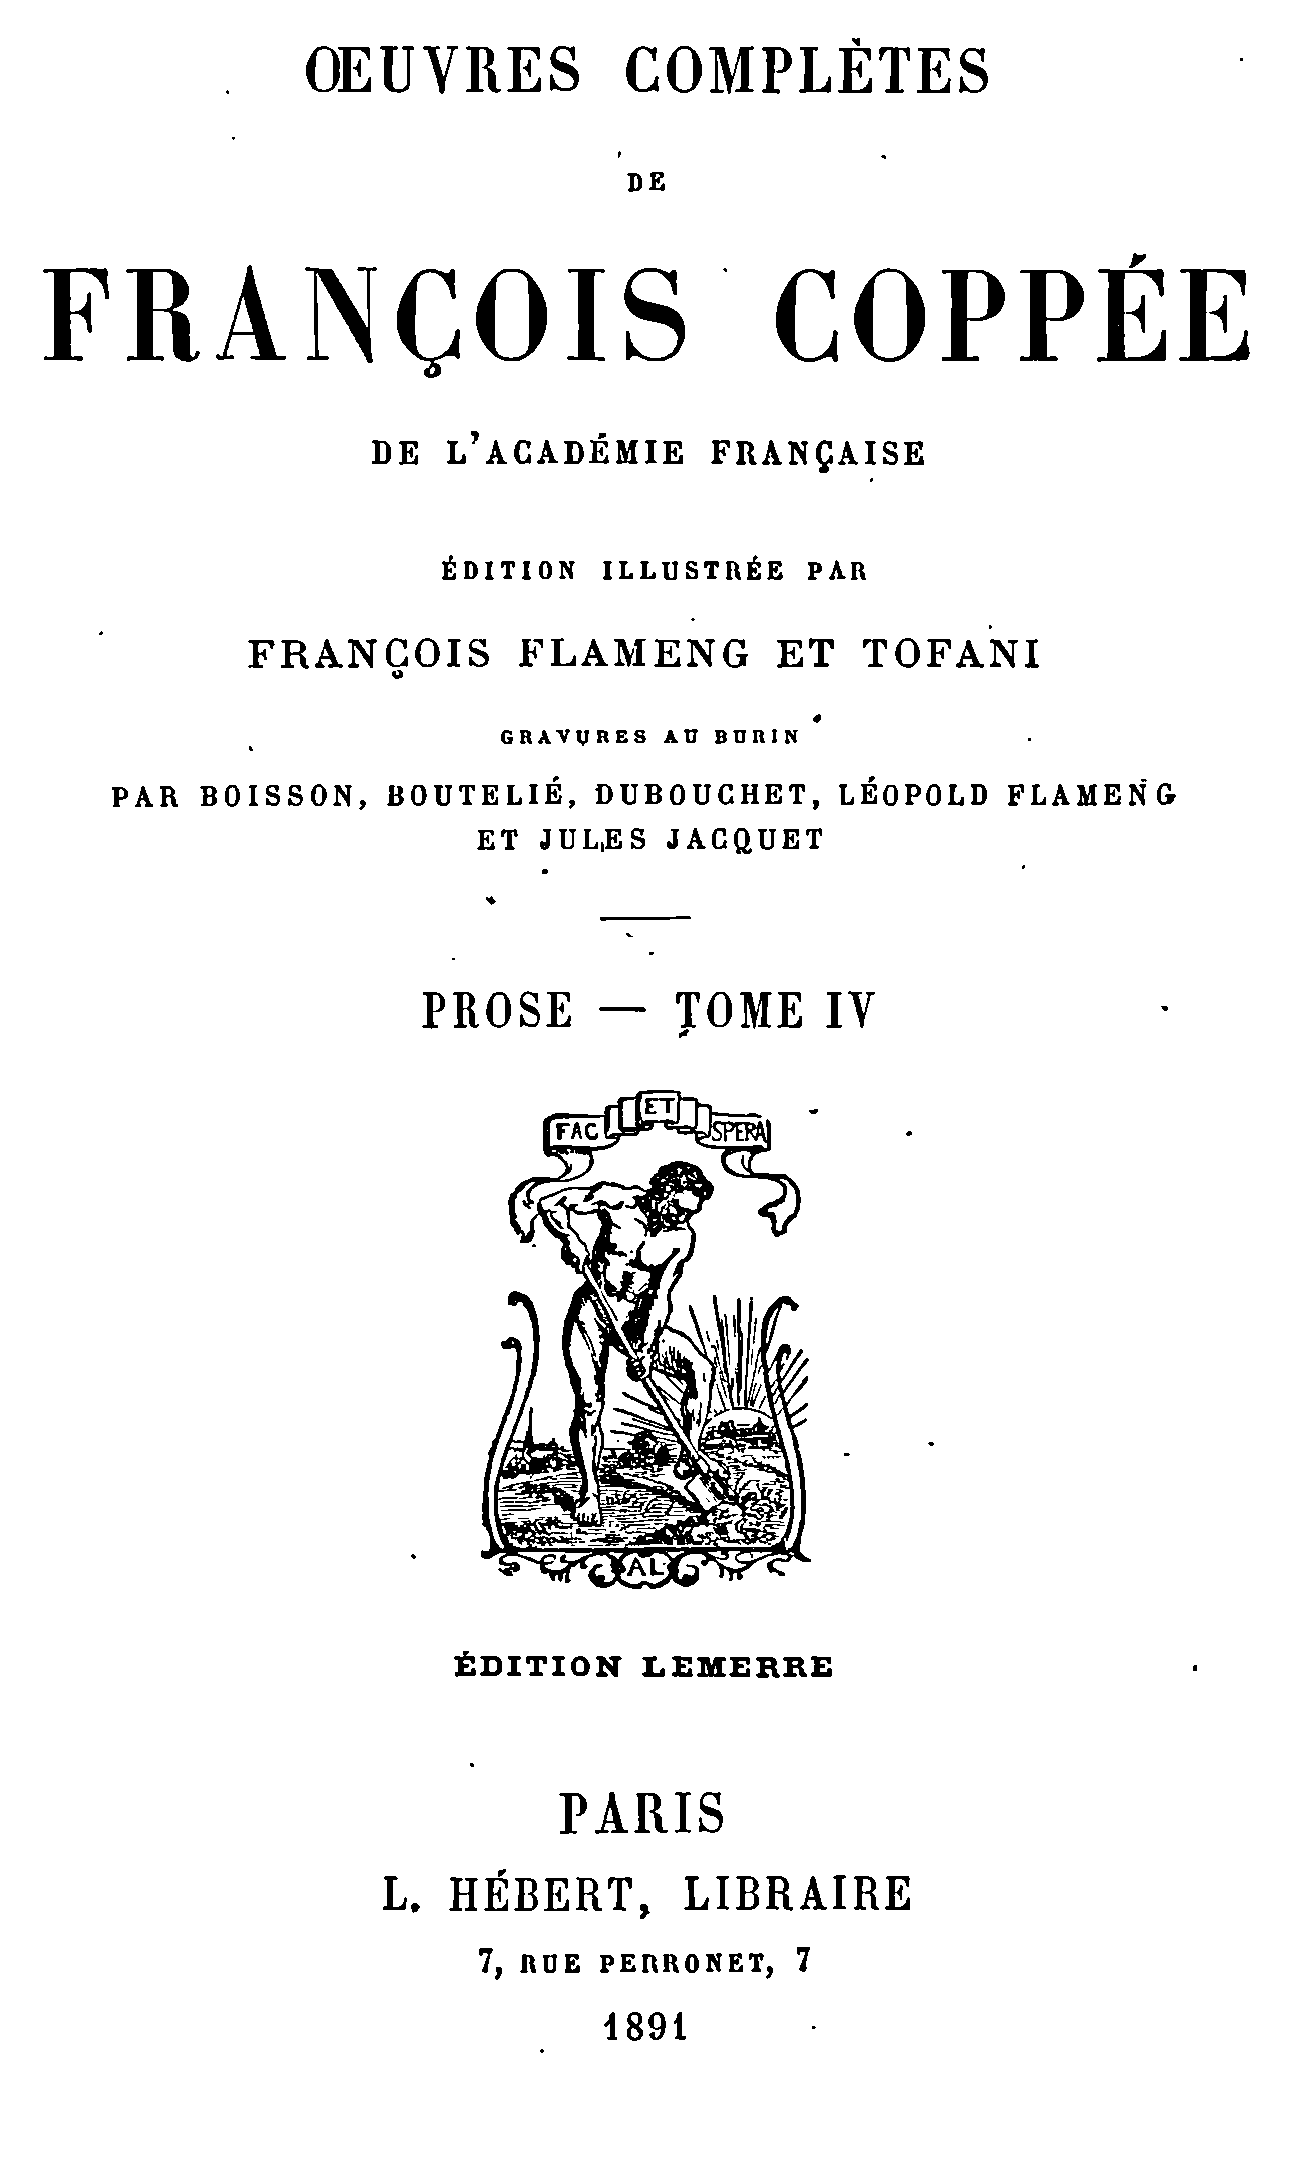 ŒUVRES COMPLÈTES
DE
FRANÇOIS COPPÉE
DE L'ACADÉMIE FRANÇAISE
ÉDITION ILLUSTRÉE PAR
FRANÇOIS FLAMENG ET TOFANI
GRAVURES AU BURIN
PAR BOISSON, BOUTELIÉ, DUBOUCHET, LÉOPOLD FLAMENG
ET JULES JACQUET
PROSE — TOME IV
FAC ET SPERA
AL
ÉDITION LEMERRE
PARIS
L. HÉBERT, LIBRAIRE
7, RUE PERRONET, 7
1891